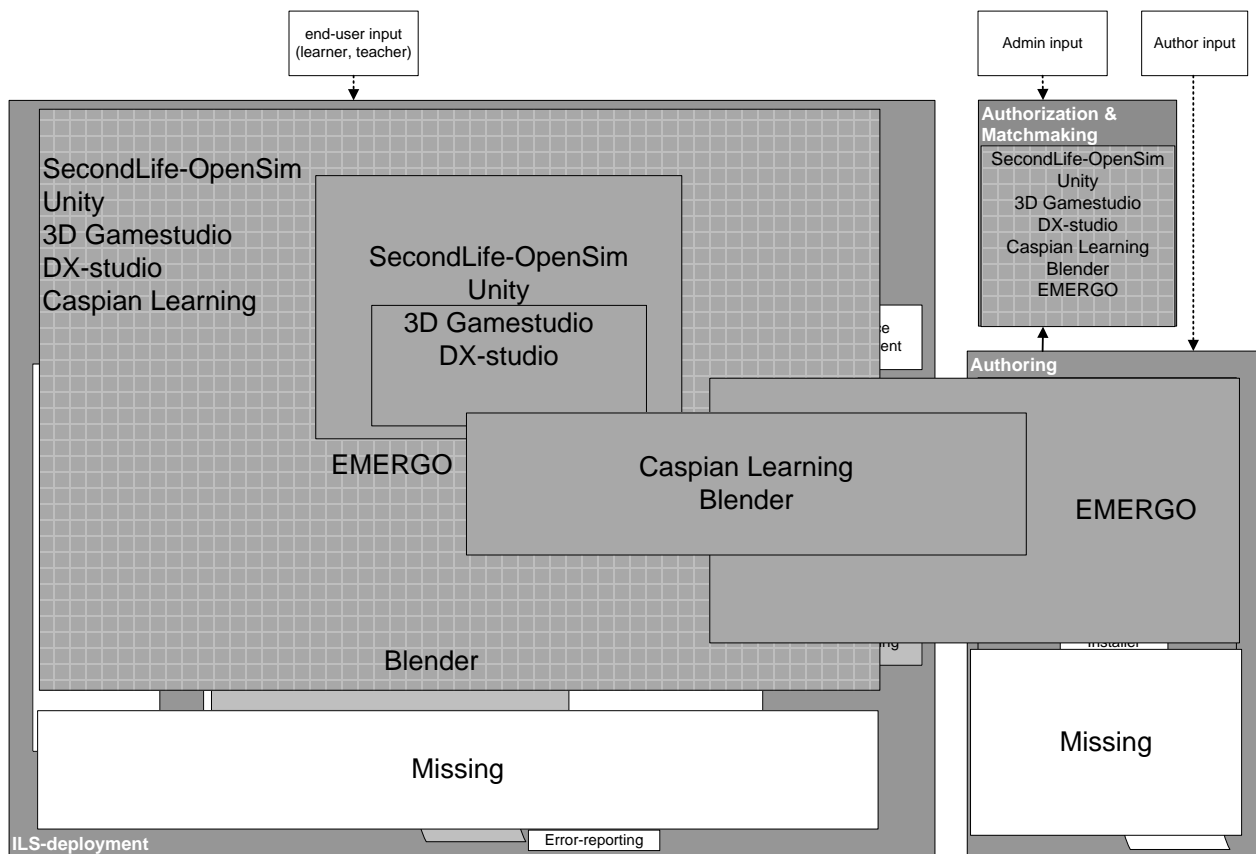 end-user input
(learner, teacher)
Admin input
Author input
Authorization &
Matchmaking
SecondLife-OpenSim
Unity
3D Gamestudio
DX-studio
Caspian Learning
Blender
EMERGO
SecondLife-OpenSim
Unity
3D Gamestudio
DX-studio
Caspian Learning
SecondLife-OpenSim
Unity
3D Gamestudio
DX-studio
Authoring
EMERGO
Caspian Learning
Blender
EMERGO
Blender
Installer
Missing
Missing
Error-reporting
ILS-deployment